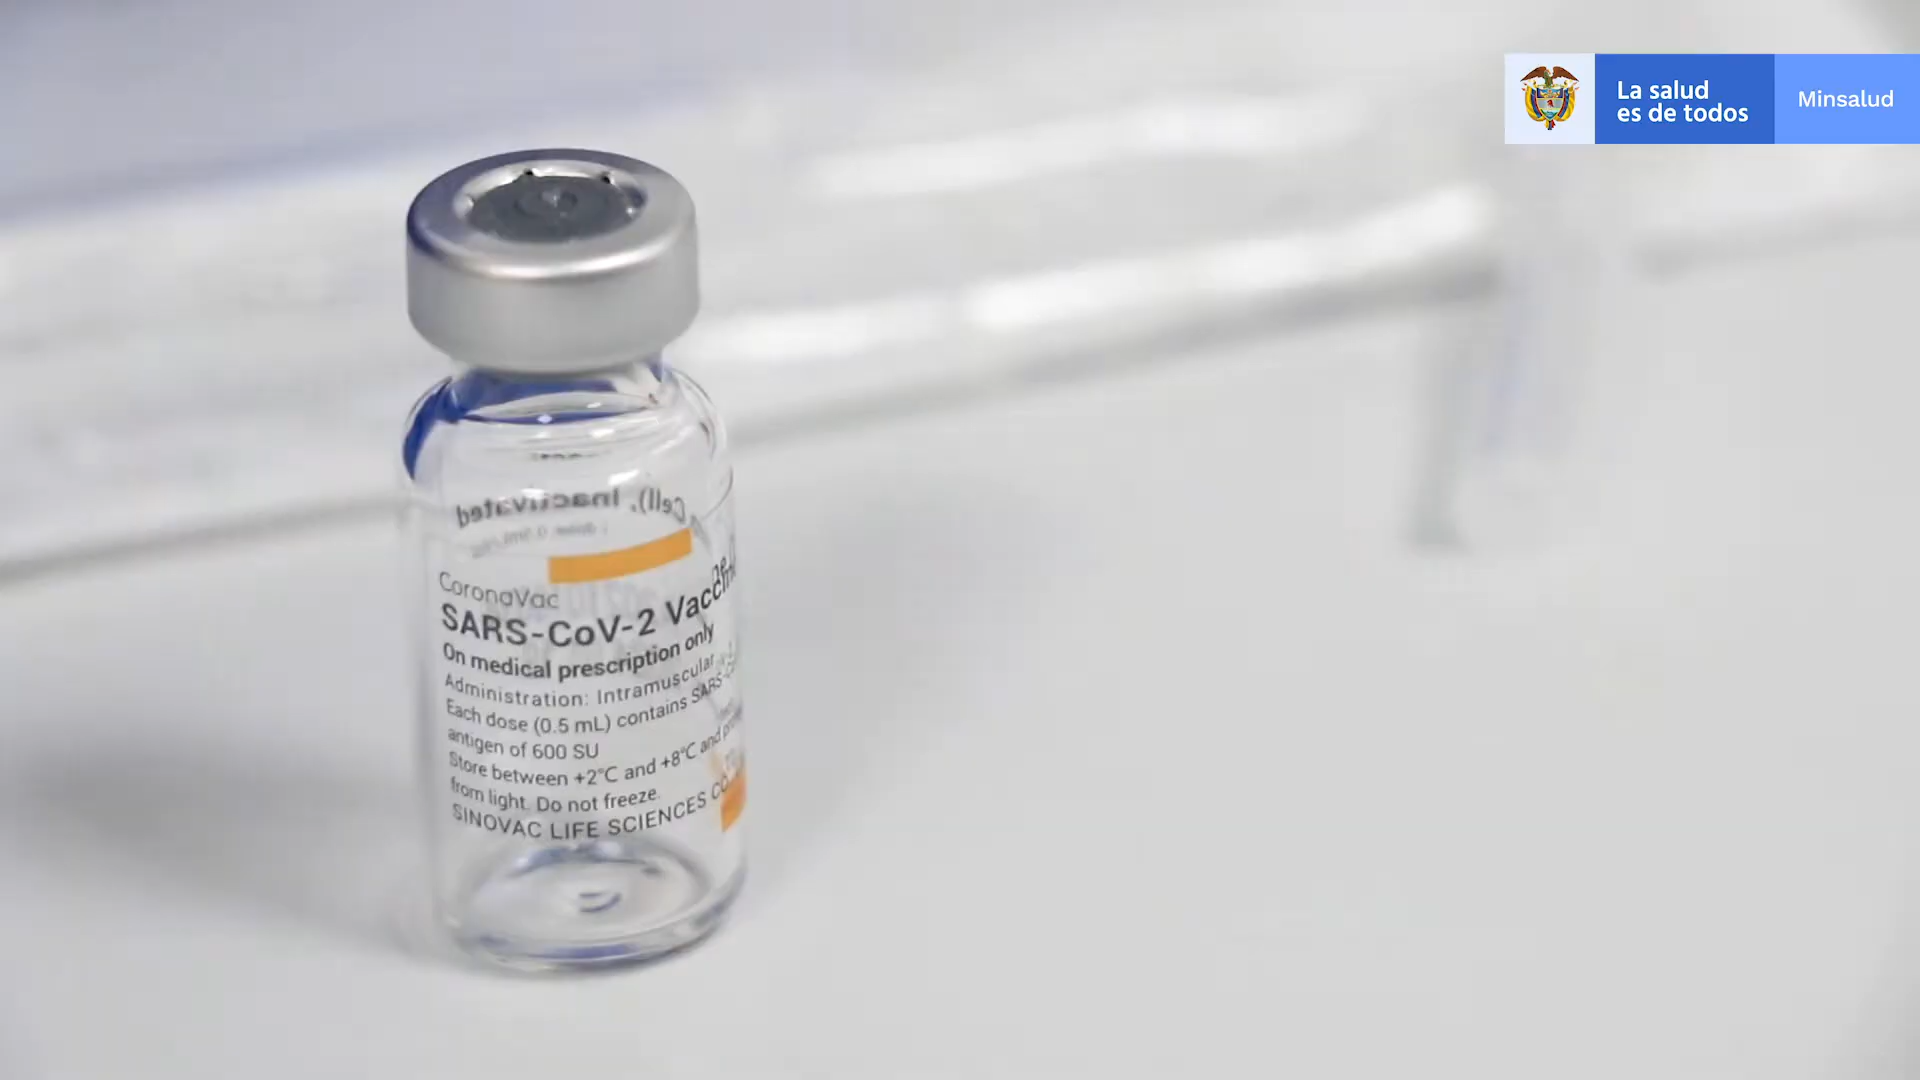 La salud
es de todos
Minsalud
Cell), Inactivated
CoronaVac
SARS-CoV-2 Vaccine
On medical prescription only
Administration: Intramuscular
Each dose (0.5 mL) contains
antigen of 600 SU
Store between +2°C and +8°C and
from light. Do not freeze.
SINOVAC LIFE SCIENCES